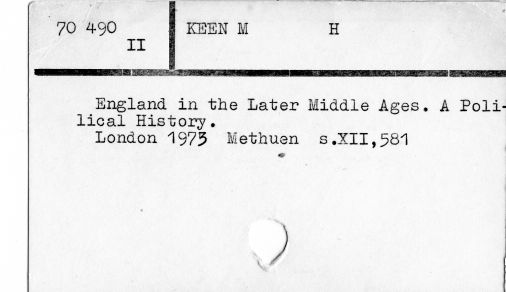 70 490 KEEN M H
II
England in the Later Middle Ages. A Poli-
lical History.
London 1973 Methuen s.XII,581